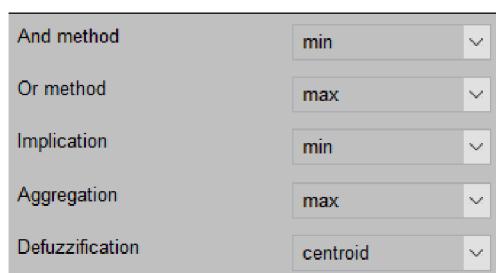 And method min
Or method max
Implication min
Aggregation max
Defuzzification centroid